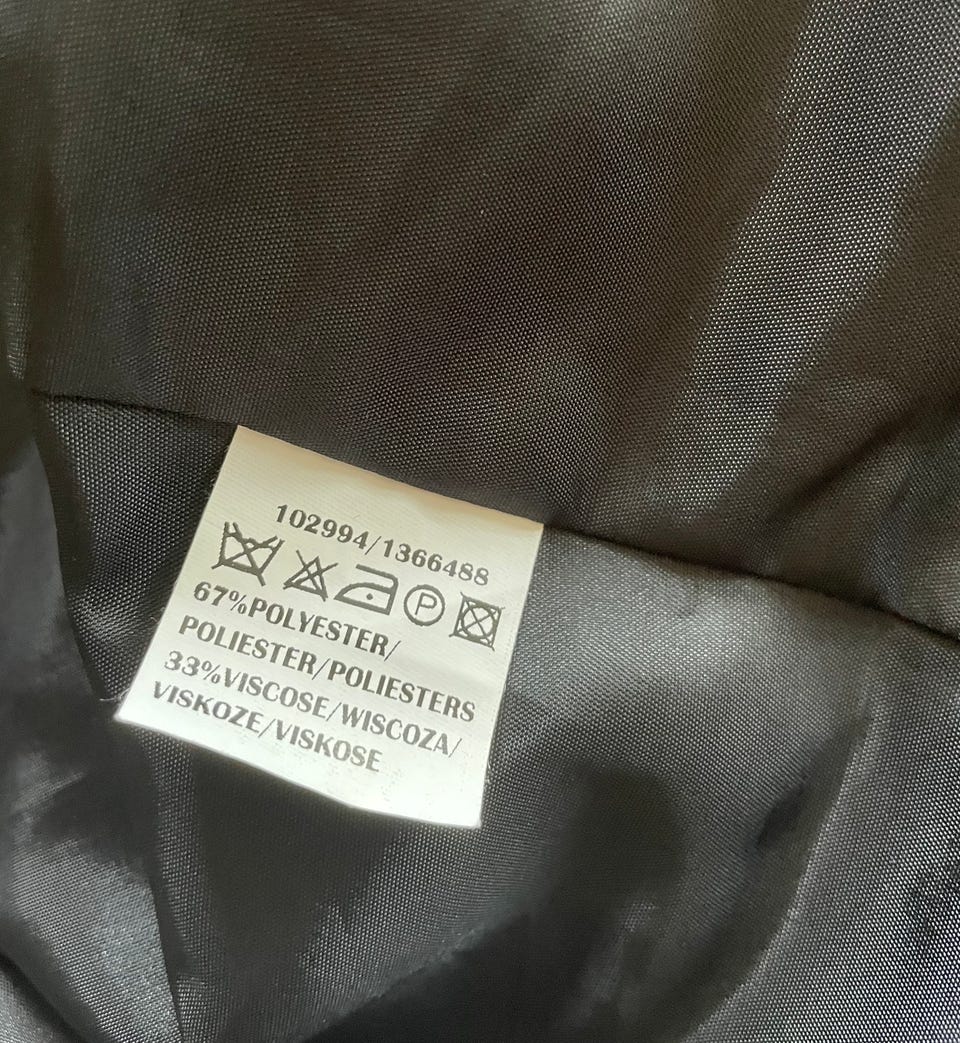 102994/1366488
P
67%POLYESTER/
POLIESTER/POLIESTERS
33%VISCOSE/WISCOZA/
VISKOZE/VISKOSE